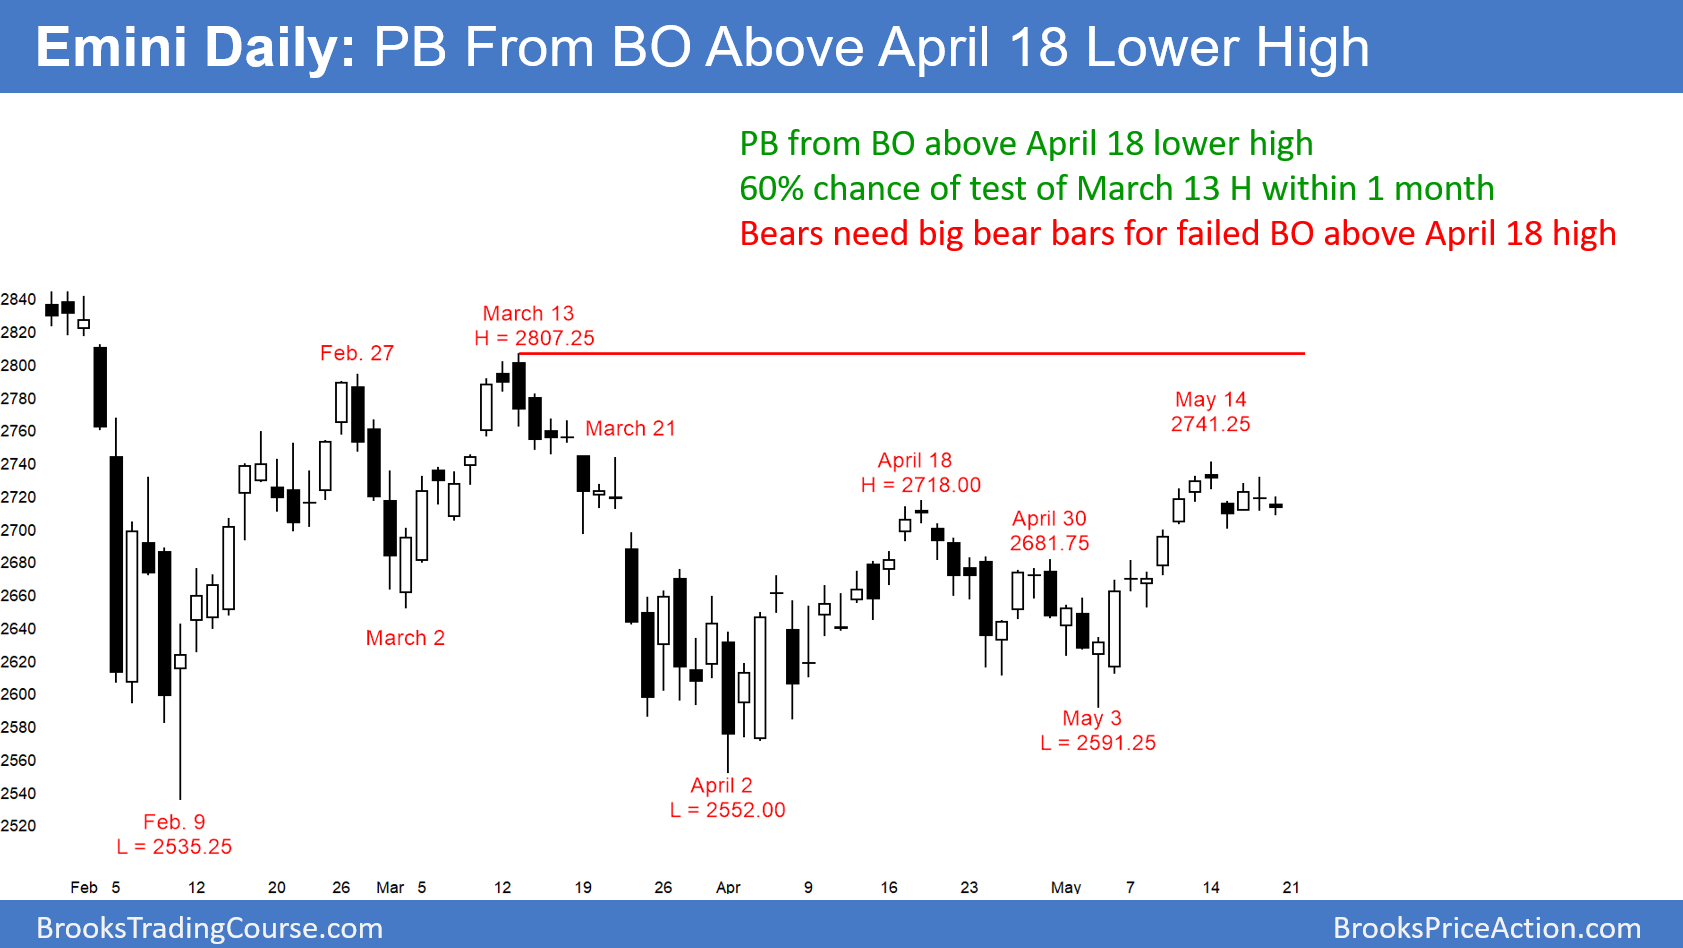 Emini Daily: PB From BO Above April 18 Lower High
PB from BO above April 18 lower high
60% chance of test of March 13 H within 1 month
Bears need big bear bars for failed BO above April 18 high
2840
2820
2800
2780
2760
2740
2720
2700
2680
2660
2640
2620
2600
2580
2560
2540
2520
Feb. 9
L = 2535.25
Feb. 27
March 2
March 13
H = 2807.25
March 21
April 2
L = 2552.00
April 18
H = 2718.00
April 30
2681.75
May 3
L = 2591.25
May 14
2741.25
Feb 5 12 20 26 Mar 5 12 19 26 Apr 9 16 23 May 7 14 21
BrooksTradingCourse.com
BrooksPriceAction.com